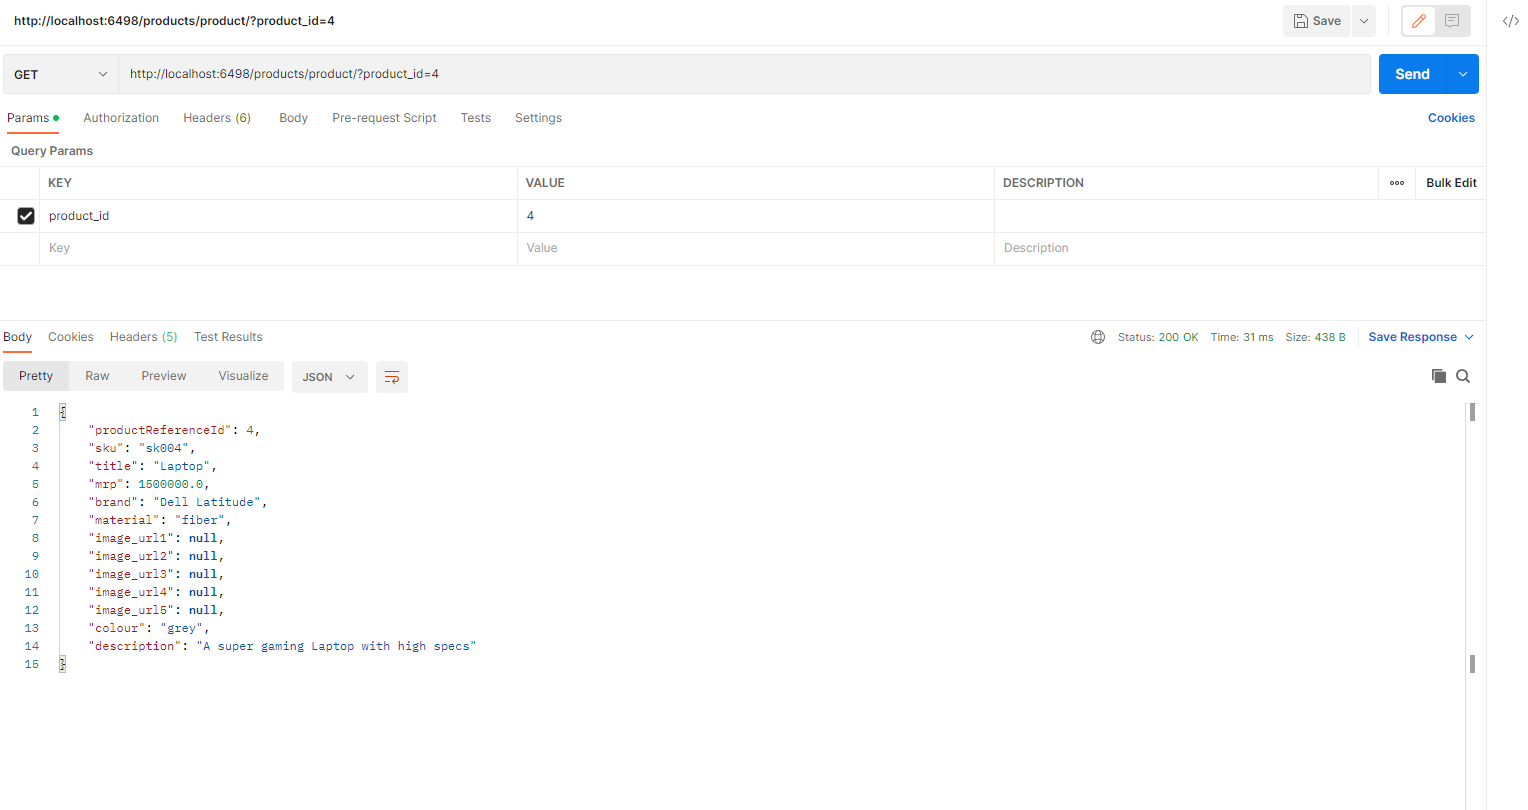 http://localhost:6498/products/product/?product_id=4
Save
</>
GET
http://localhost:6498/products/product/?product_id=4
Send
Params
Authorization
Headers (6)
Body
Pre-request Script
Tests
Settings
Cookies
Query Params
KEY
VALUE
DESCRIPTION
Bulk Edit
product_id
4
Key
Value
Description
Body
Cookies
Headers (5)
Test Results
Status: 200 OK
Time: 31 ms
Size: 438 B
Save Response
Pretty
Raw
Preview
Visualize
JSON
1 {
2 "productReferenceId": 4,
3 "sku": "sk004",
4 "title": "Laptop",
5 "mrp": 1500000.0,
6 "brand": "Dell Latitude",
7 "material": "fiber",
8 "image_url1": null,
9 "image_url2": null,
10 "image_url3": null,
11 "image_url4": null,
12 "image_url5": null,
13 "colour": "grey",
14 "description": "A super gaming Laptop with high specs"
15 }